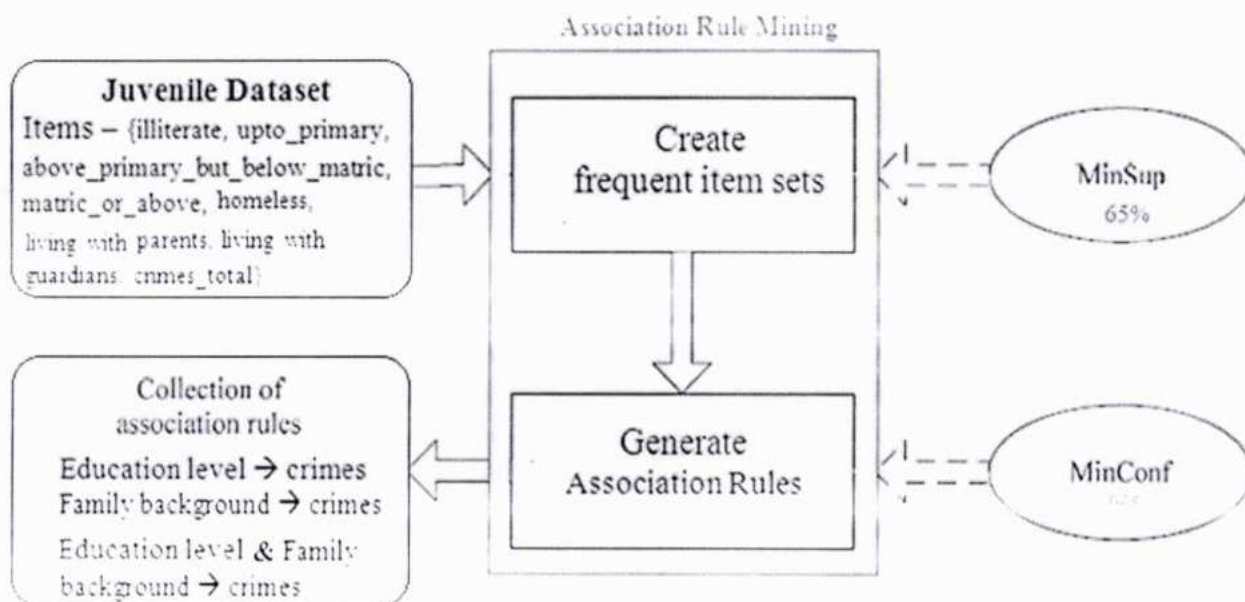 Association Rule Mining
Juvenile Dataset
Items – {illiterate, upto_primary,
above_primary_but_below_matric,
matric_or_above, homeless,
living with parents, living with
guardians, crimes_total}
Create
frequent item sets
MinSup
65%
Generate
Association Rules
MinConf
Collection of
association rules
Education level → crimes
Family background → crimes
Education level & Family
background → crimes